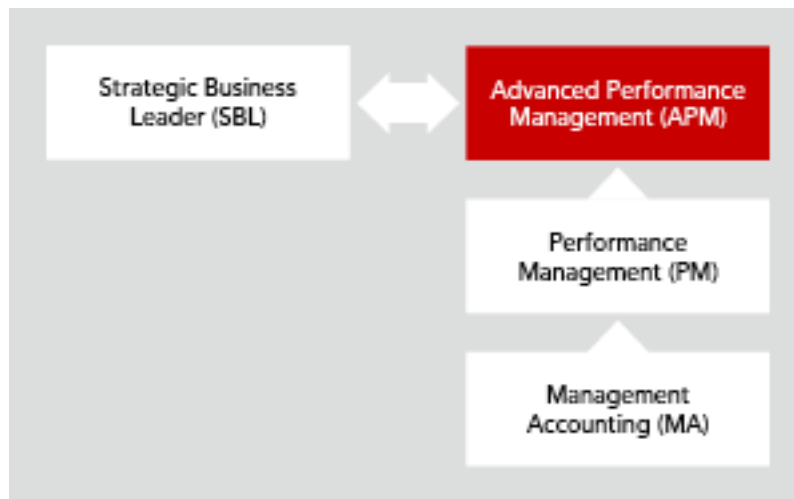 Strategic Business
Leader (SBL)
Advanced Performance
Management (APM)
Performance
Management (PM)
Management
Accounting (MA)